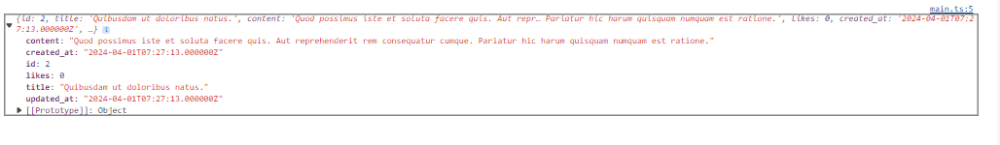 main.ts:5
{id: 2, title: 'Quibusdam ut doloribus natus.', content: 'Quod possimus iste et soluta facere quis. Aut repr… Pariatur hic harum quisquam numquam est ratione.', likes: 0, created_at: '2024-04-01T07:2
7:13.000000Z', …} i
content: "Quod possimus iste et soluta facere quis. Aut reprehenderit rem consequatur cumque. Pariatur hic harum quisquam numquam est ratione."
created_at: "2024-04-01T07:27:13.000000Z"
id: 2
likes: 0
title: "Quibusdam ut doloribus natus."
updated_at: "2024-04-01T07:27:13.000000Z"
[[Prototype]]: Object